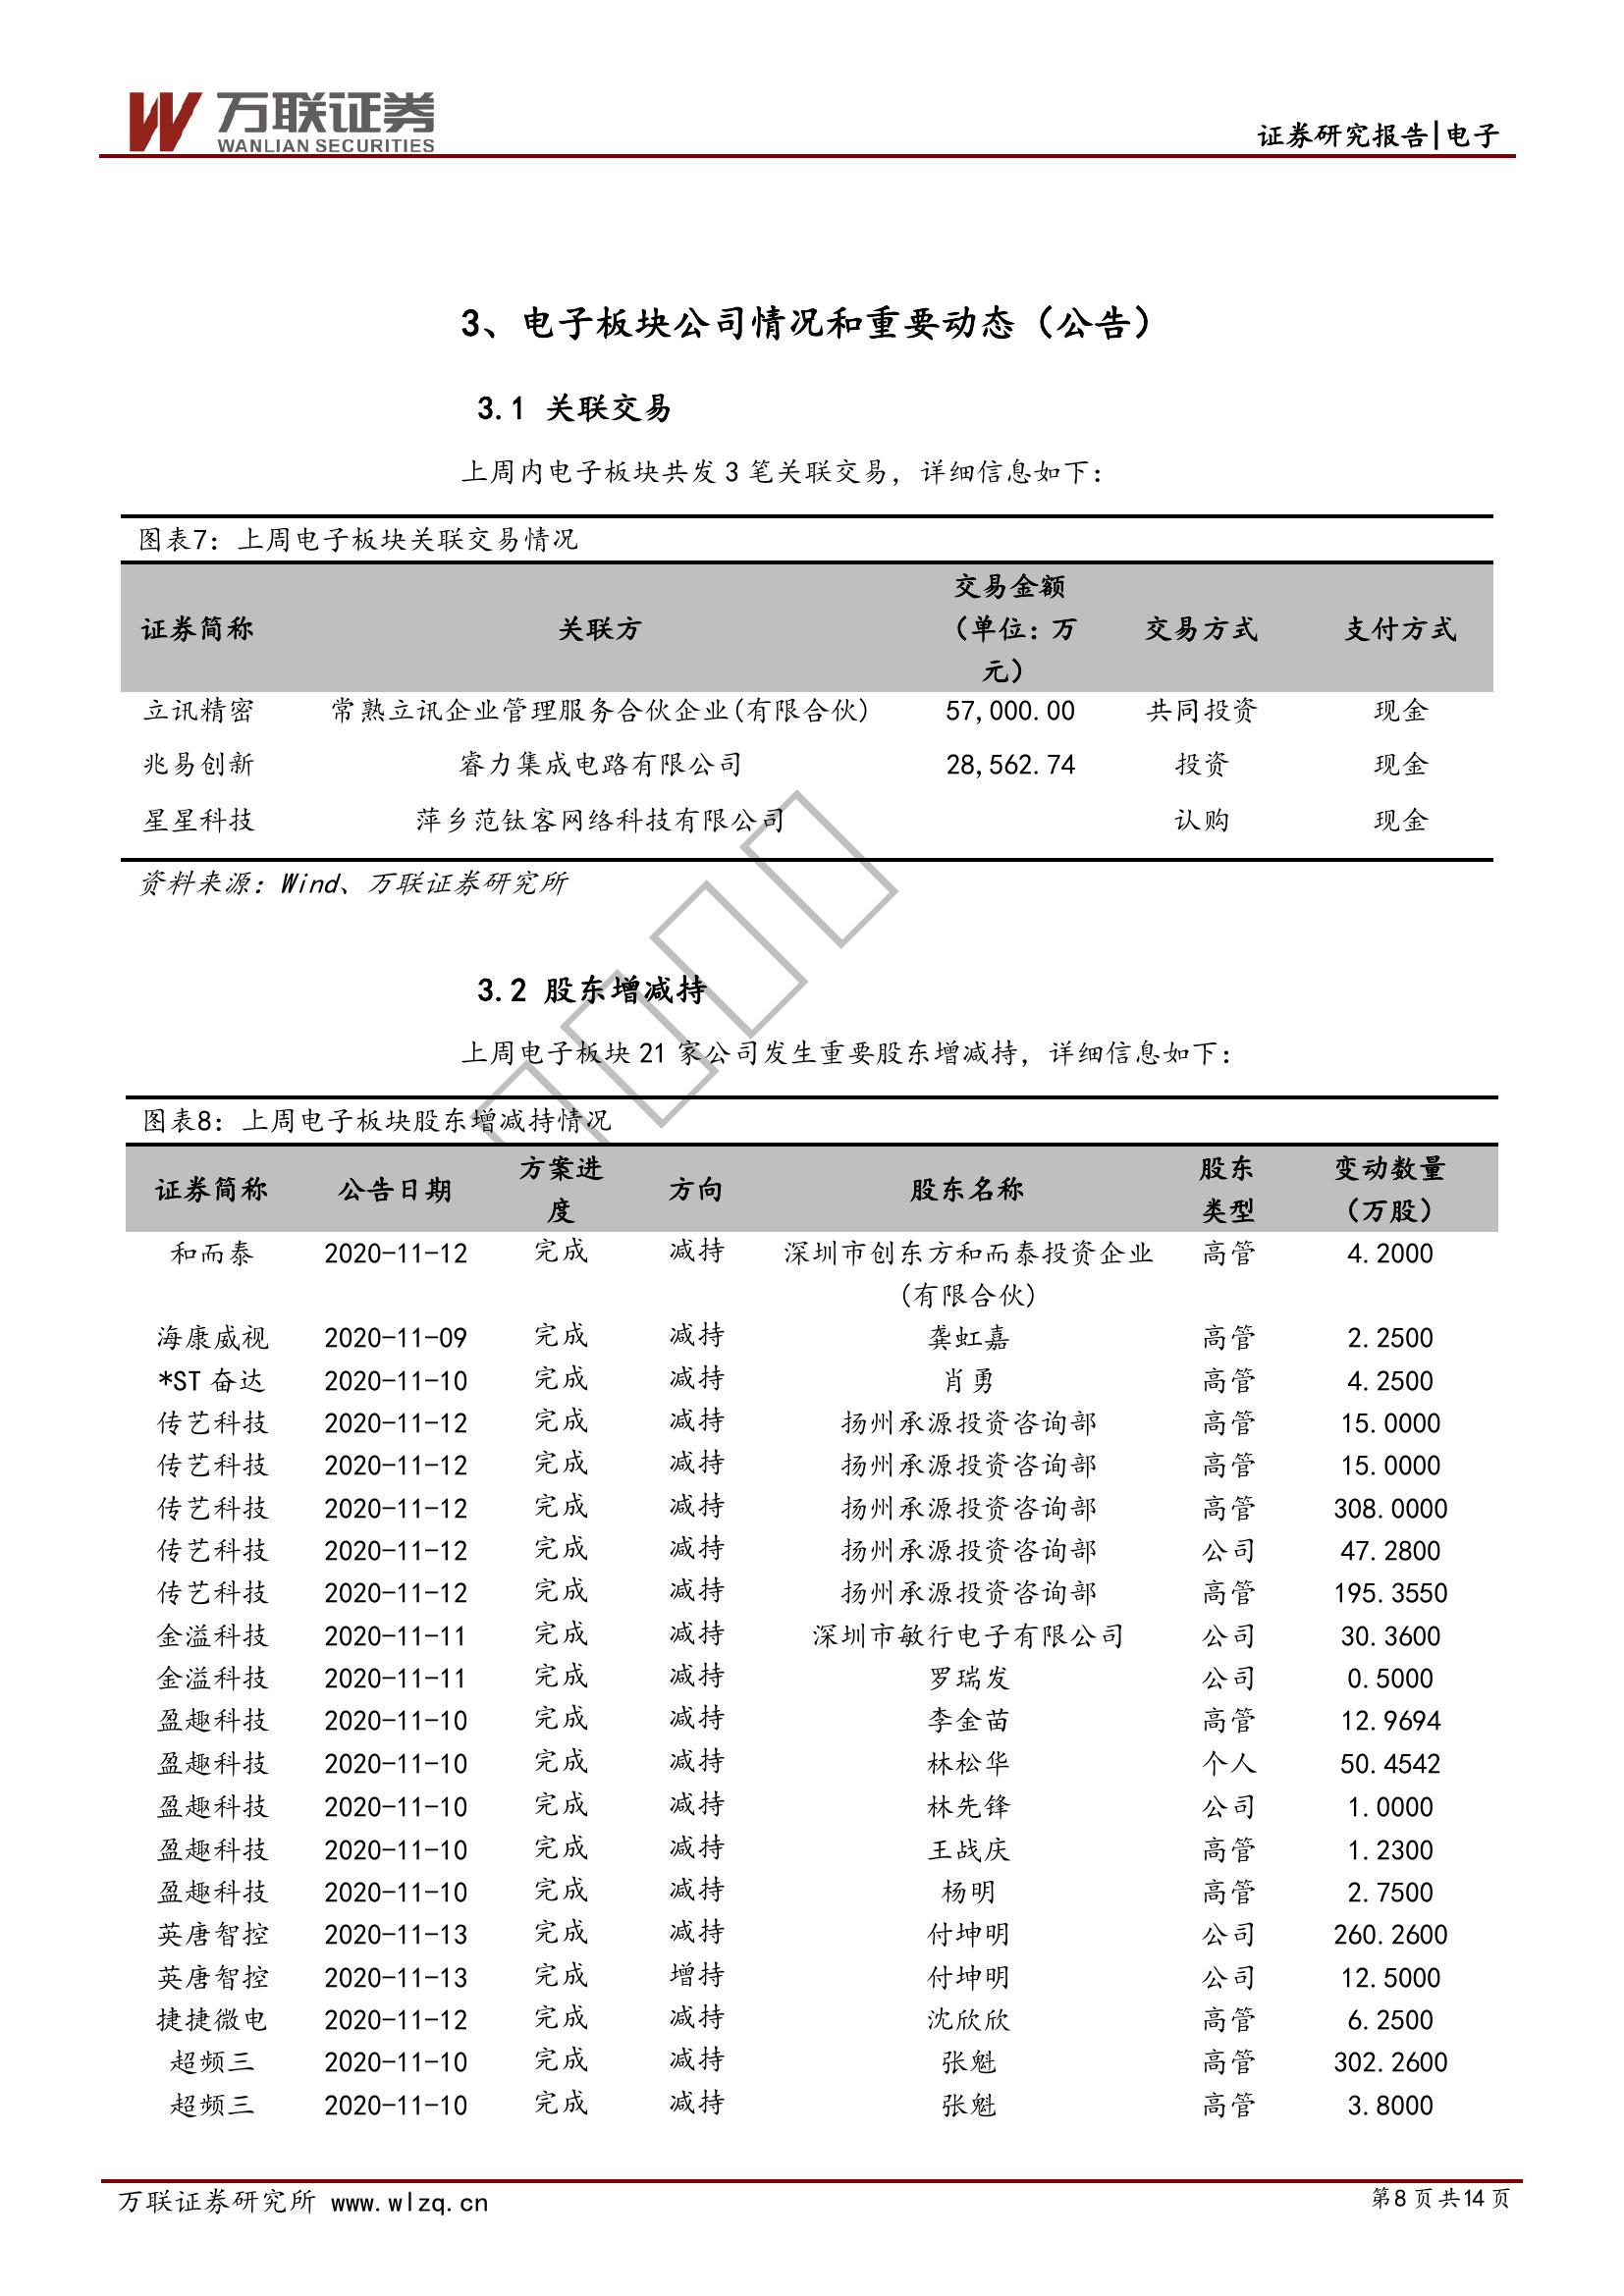 万联证券
WANLIAN SECURITIES
证券研究报告|电子
3、电子板块公司情况和重要动态（公告）
3.1 关联交易
上周内电子板块共发 3 笔关联交易，详细信息如下：
图表7：上周电子板块关联交易情况
证券简称 关联方 交易金额（单位：万元） 交易方式 支付方式
立讯精密 常熟立讯企业管理服务合伙企业(有限合伙) 57,000.00 共同投资 现金
兆易创新 睿力集成电路有限公司 28,562.74 投资 现金
星星科技 萍乡范钛客网络科技有限公司 认购 现金
资料来源：Wind、万联证券研究所
3.2 股东增减持
上周电子板块 21 家公司发生重要股东增减持，详细信息如下：
图表8：上周电子板块股东增减持情况
证券简称 公告日期 方案进度 方向 股东名称 股东类型 变动数量（万股）
和而泰 2020-11-12 完成 减持 深圳市创东方和而泰投资企业(有限合伙) 高管 4.2000
海康威视 2020-11-09 完成 减持 龚虹嘉 高管 2.2500
*ST 奋达 2020-11-10 完成 减持 肖勇 高管 4.2500
传艺科技 2020-11-12 完成 减持 扬州承源投资咨询部 高管 15.0000
传艺科技 2020-11-12 完成 减持 扬州承源投资咨询部 高管 15.0000
传艺科技 2020-11-12 完成 减持 扬州承源投资咨询部 高管 308.0000
传艺科技 2020-11-12 完成 减持 扬州承源投资咨询部 公司 47.2800
传艺科技 2020-11-12 完成 减持 扬州承源投资咨询部 高管 195.3550
金溢科技 2020-11-11 完成 减持 深圳市敏行电子有限公司 公司 30.3600
金溢科技 2020-11-11 完成 减持 罗瑞发 公司 0.5000
盈趣科技 2020-11-10 完成 减持 李金苗 高管 12.9694
盈趣科技 2020-11-10 完成 减持 林松华 个人 50.4542
盈趣科技 2020-11-10 完成 减持 林先锋 公司 1.0000
盈趣科技 2020-11-10 完成 减持 王战庆 高管 1.2300
盈趣科技 2020-11-10 完成 减持 杨明 高管 2.7500
英唐智控 2020-11-13 完成 减持 付坤明 公司 260.2600
英唐智控 2020-11-13 完成 增持 付坤明 公司 12.5000
捷捷微电 2020-11-12 完成 减持 沈欣欣 高管 6.2500
超频三 2020-11-10 完成 减持 张魁 高管 302.2600
超频三 2020-11-10 完成 减持 张魁 高管 3.8000
万联证券研究所 www.wlzq.cn
第8 页 共14 页